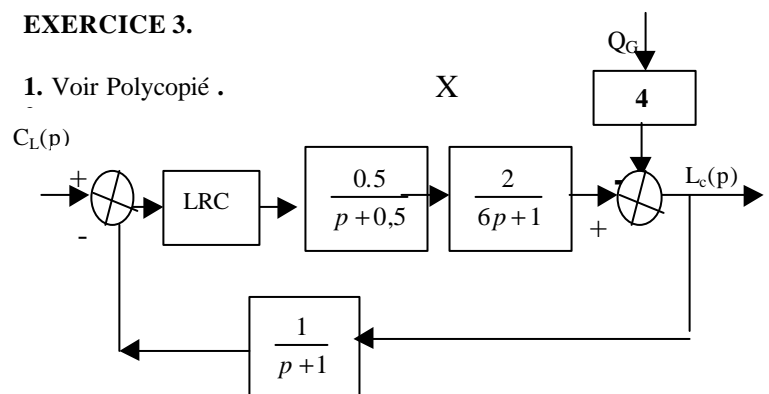 EXERCICE 3.
Q_G
1. Voir Polycopié .
X
4
C_L(p)
L_c(p)
+
-
LRC
0.5
p + 0,5
2
6p + 1
-
+
1
p + 1